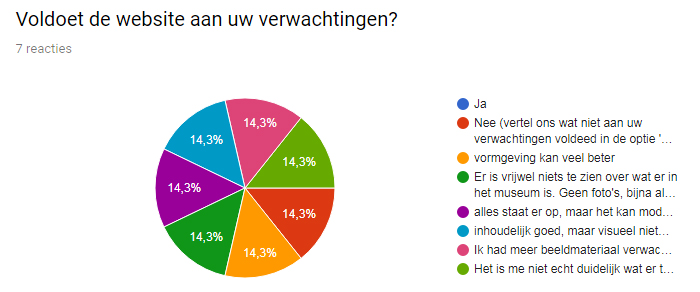 Voldoet de website aan uw verwachtingen?
7 reacties
14,3%
14,3%
14,3%
14,3%
14,3%
14,3%
14,3%
Ja
Nee (vertel ons wat niet aan uw
verwachtingen voldeed in de optie '...
vormgeving kan veel beter
Er is vrijwel niets te zien over wat er in
het museum is. Geen foto's, bijna al...
alles staat er op, maar het kan mod...
inhoudelijk goed, maar visueel niet...
Ik had meer beeldmateriaal verwac...
Het is me niet echt duidelijk wat er t...